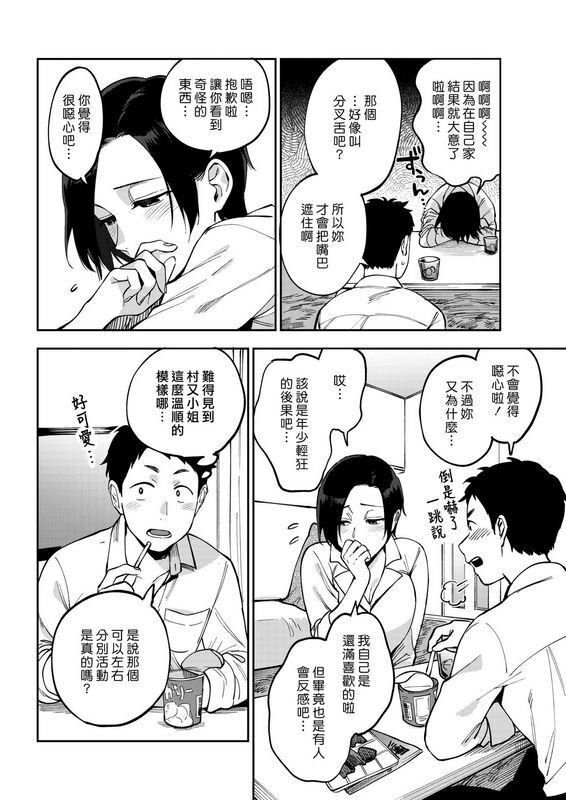 啊啊啊~~
因為在自己家
結果就大意了
啦啊啊…
ずうん…
那個
…好像叫
分叉舌吧?
所以妳
才會把嘴巴
遮住啊
唔嗯…
抱歉啦
讓你看到
奇怪的
東西…
你覺得
很噁心吧…
不會覺得
噁心啦!
不過妳
又為什麼…
倒是嚇了
一跳說
哎…
該說是年少輕狂
的後果吧…
我自己是
還滿喜歡的啦
但畢竟也是有人
會反感吧…
難得見到
村又小姐
這麼溫順的
模樣哪…
好可愛…
是說那個
可以左右
分別活動
是真的嗎?